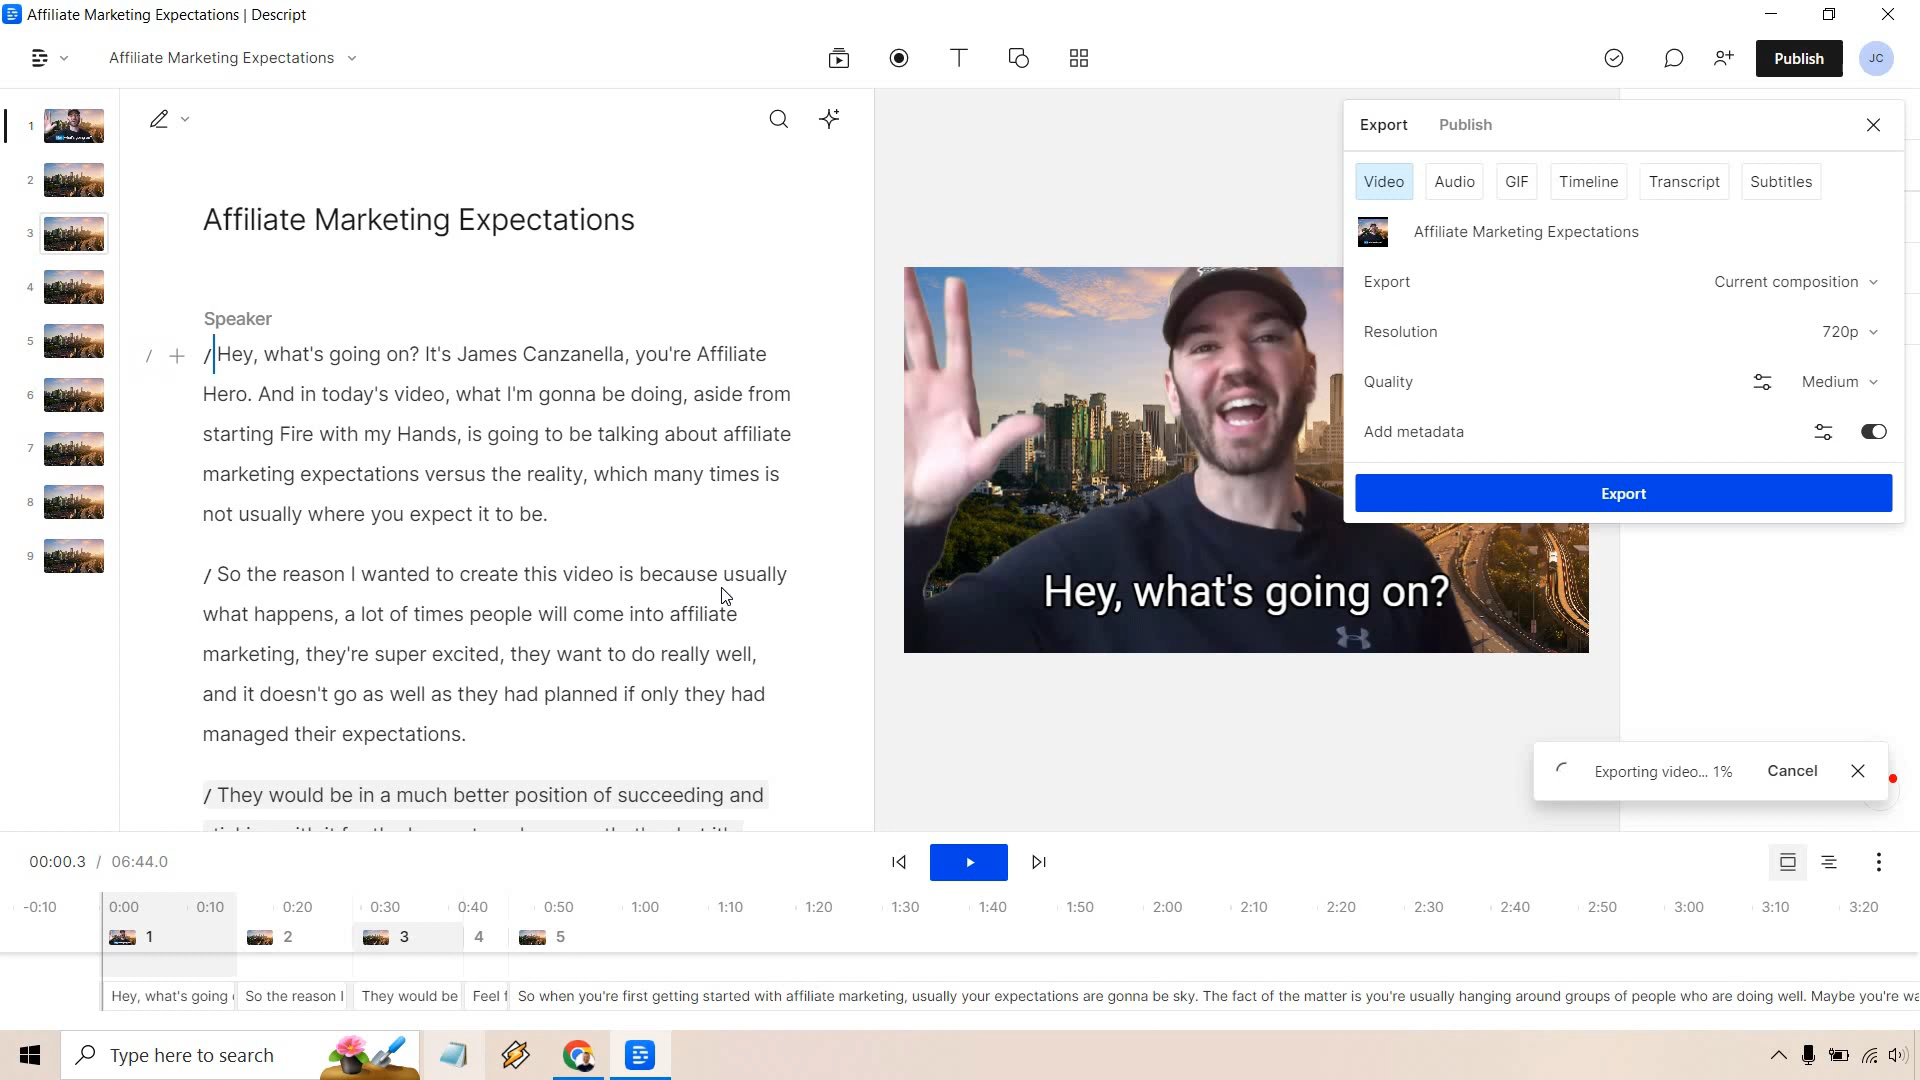 Affiliate Marketing Expectations | Descript
Affiliate Marketing Expectations
Publish
JC
1
2
3
4
5
6
7
8
9
Affiliate Marketing Expectations
Speaker
/ Hey, what's going on? It's James Canzanella, you're Affiliate
Hero. And in today's video, what I'm gonna be doing, aside from
starting Fire with my Hands, is going to be talking about affiliate
marketing expectations versus the reality, which many times is
not usually where you expect it to be.
/ So the reason I wanted to create this video is because usually
what happens, a lot of times people will come into affiliate
marketing, they're super excited, they want to do really well,
and it doesn't go as well as they had planned if only they had
managed their expectations.
/ They would be in a much better position of succeeding and
Hey, what's going on?
Export
Publish
Video
Audio
GIF
Timeline
Transcript
Subtitles
Affiliate Marketing Expectations
Export
Current composition
Resolution
720p
Quality
Medium
Add metadata
Export
Exporting video... 1%
Cancel
00:00.3 / 06:44.0
-0:10 0:00 0:10 0:20 0:30 0:40 0:50 1:00 1:10 1:20 1:30 1:40 1:50 2:00 2:10 2:20 2:30 2:40 2:50 3:00 3:10 3:20
1 2 3 4 5
Hey, what's going
So the reason I
They would be
Feel
So when you're first getting started with affiliate marketing, usually your expectations are gonna be sky. The fact of the matter is you're usually hanging around groups of people who are doing well. Maybe you're
Type here to search